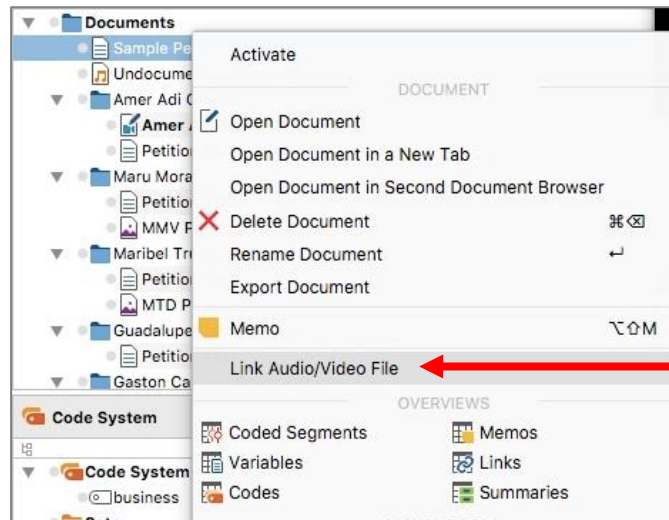 Documents
Sample Pe
Undocume
Amer Adi
Amer
Petitio
Maru Mora
Petitio
MMV P
Maribel Tr
Petitio
MTD P
Guadalupe
Petitio
Gaston Ca
Code System
Code System
business
Activate
DOCUMENT
Open Document
Open Document in a New Tab
Open Document in Second Document Browser
Delete Document ⌘⌫
Rename Document ↵
Export Document
Memo ⌥⇧M
Link Audio/Video File
OVERVIEWS
Coded Segments Memos
Variables Links
Codes Summaries